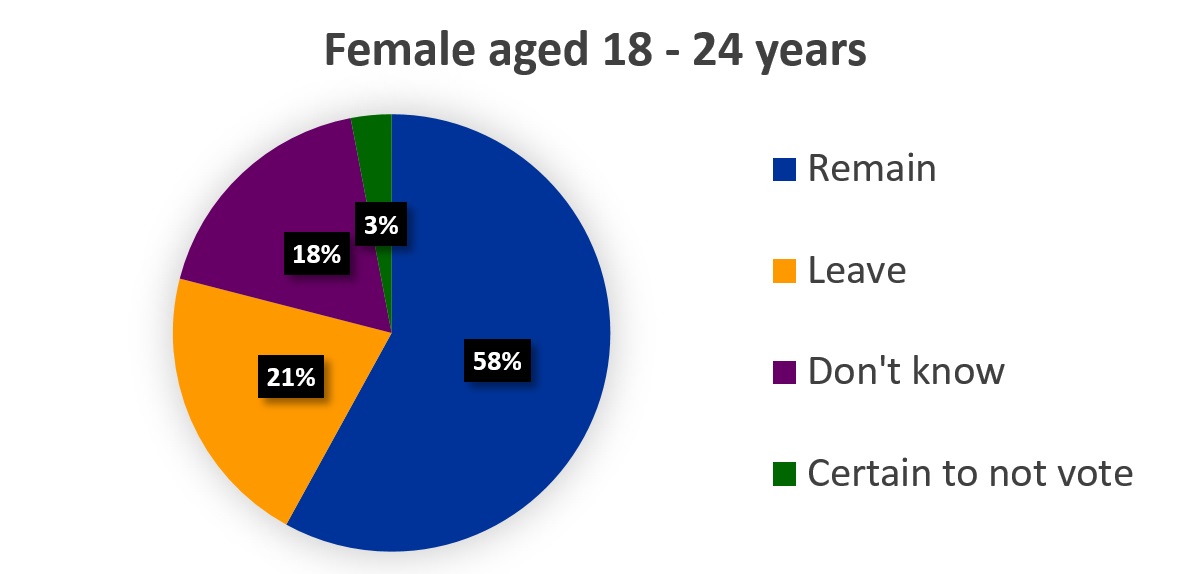 Female aged 18 - 24 years
3%
18%
58%
21%
Remain
Leave
Don't know
Certain to not vote